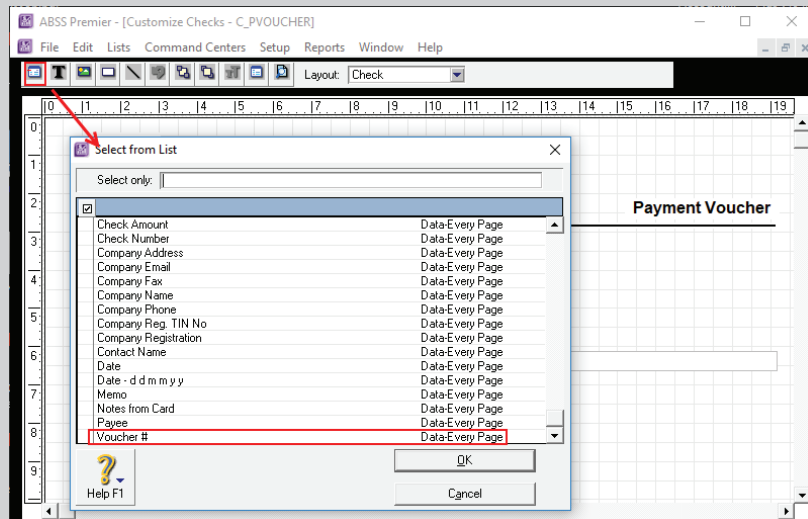 ABSS Premier - [Customize Checks - C_PVOUCHER]
File Edit Lists Command Centers Setup Reports Window Help
T Layout: Check
0 1 2 3 4 5 6 7 8 9 10 11 12 13 14 15 16 17 18 19
0
Select from List
1
Select only:
2
Payment Voucher
Check Amount Data-Every Page
Check Number Data-Every Page
3
Company Address Data-Every Page
Company Email Data-Every Page
4
Company Fax Data-Every Page
Company Name Data-Every Page
5
Company Phone Data-Every Page
Company Reg. TIN No Data-Every Page
Company Registration Data-Every Page
6
Contact Name Data-Every Page
Date Data-Every Page
Date - d d m m y y Data-Every Page
7
Memo Data-Every Page
Notes from Card Data-Every Page
Payee Data-Every Page
8
Voucher # Data-Every Page
OK
9
Help F1
Cancel